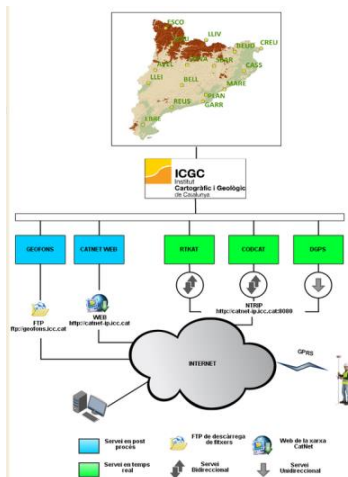 ESCO
LLIV
CREU
BEUD
CASS
LLEI
BELL
MARE
PLAN
REUS
GARR
EBRE
ICGC
Institut
Cartogràfic i Geològic
de Catalunya
GEOFONS
CATNET WEB
RTKAT
CODCAT
DGPS
FTP
ftp://geofons.icc.cat
WEB
http://catnet-ip.icc.cat
NTRIP
http://catnet-ip.icc.cat:8080
INTERNET
GPRS
Servei en post
procés
FTP de descàrrega
de fitxers
Web de la xarxa
CatNet
Servei en temps
real
Servei
Bidireccional
Servei
Unidireccional